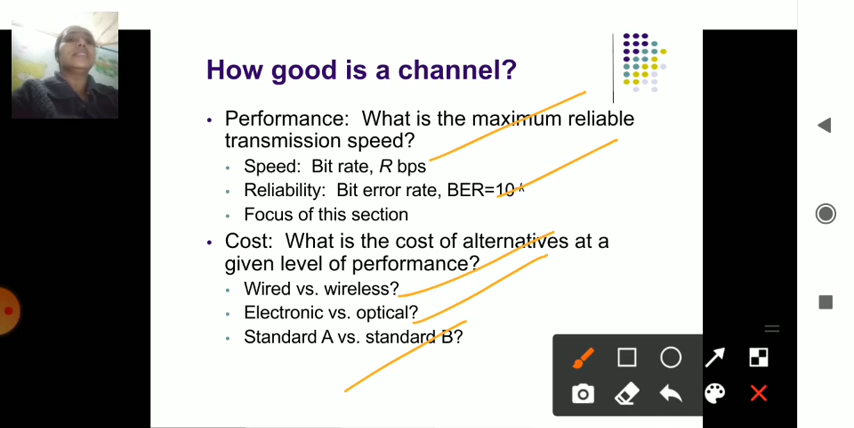 How good is a channel?
• Performance: What is the maximum reliable
transmission speed?
• Speed: Bit rate, R bps
• Reliability: Bit error rate, BER=10
• Focus of this section
• Cost: What is the cost of alternatives at a
given level of performance?
• Wired vs. wireless?
• Electronic vs. optical?
• Standard A vs. standard B?